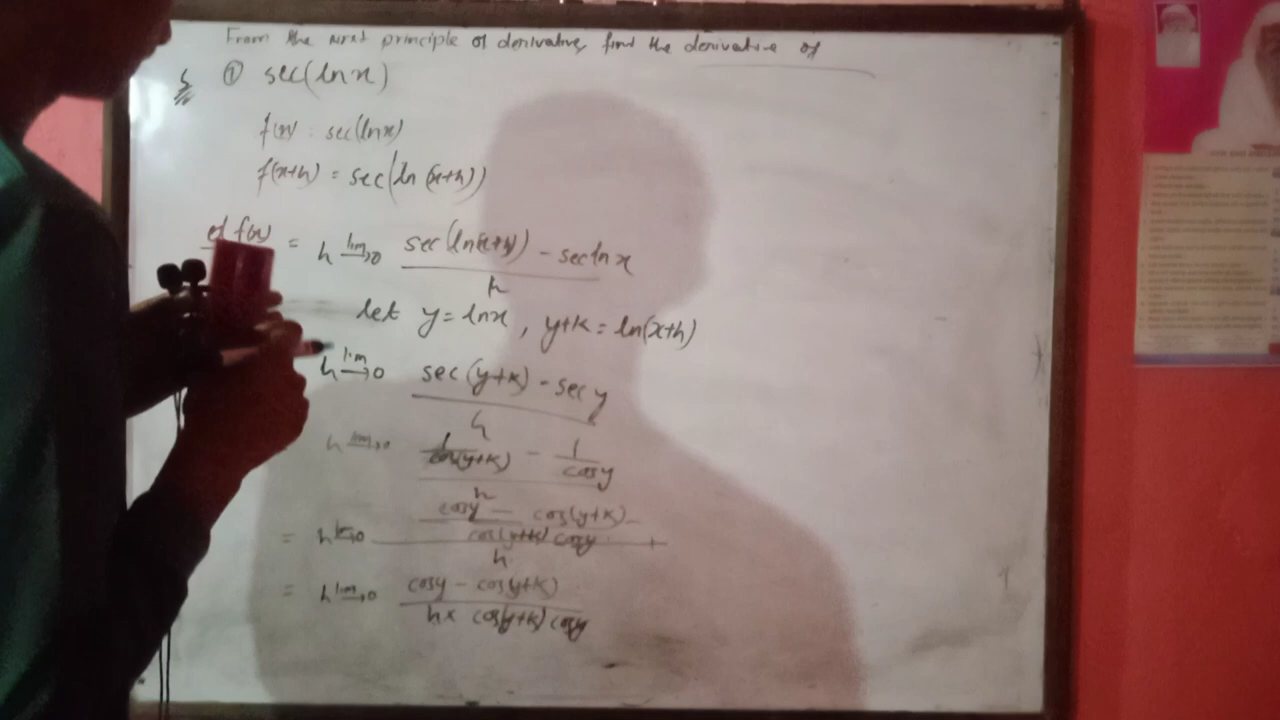 From the first principle of derivative, find the derivative of
① sec(ln x)
f(x) = sec(ln x)
f(x+h) = sec(ln (x+h))
d f(x) = h lim→0 sec(ln(x+h)) - sec ln x
h
let y = ln x , y+k = ln(x+h)
h lim→0 sec (y+k) - sec y
h
h lim→0 1/cos(y+k) - 1/cos y
h
= h lim→0 cos y - cos(y+k)
cos(y+k) cos y
h
= h lim→0 cos y - cos(y+k)
h × cos(y+k) cos y